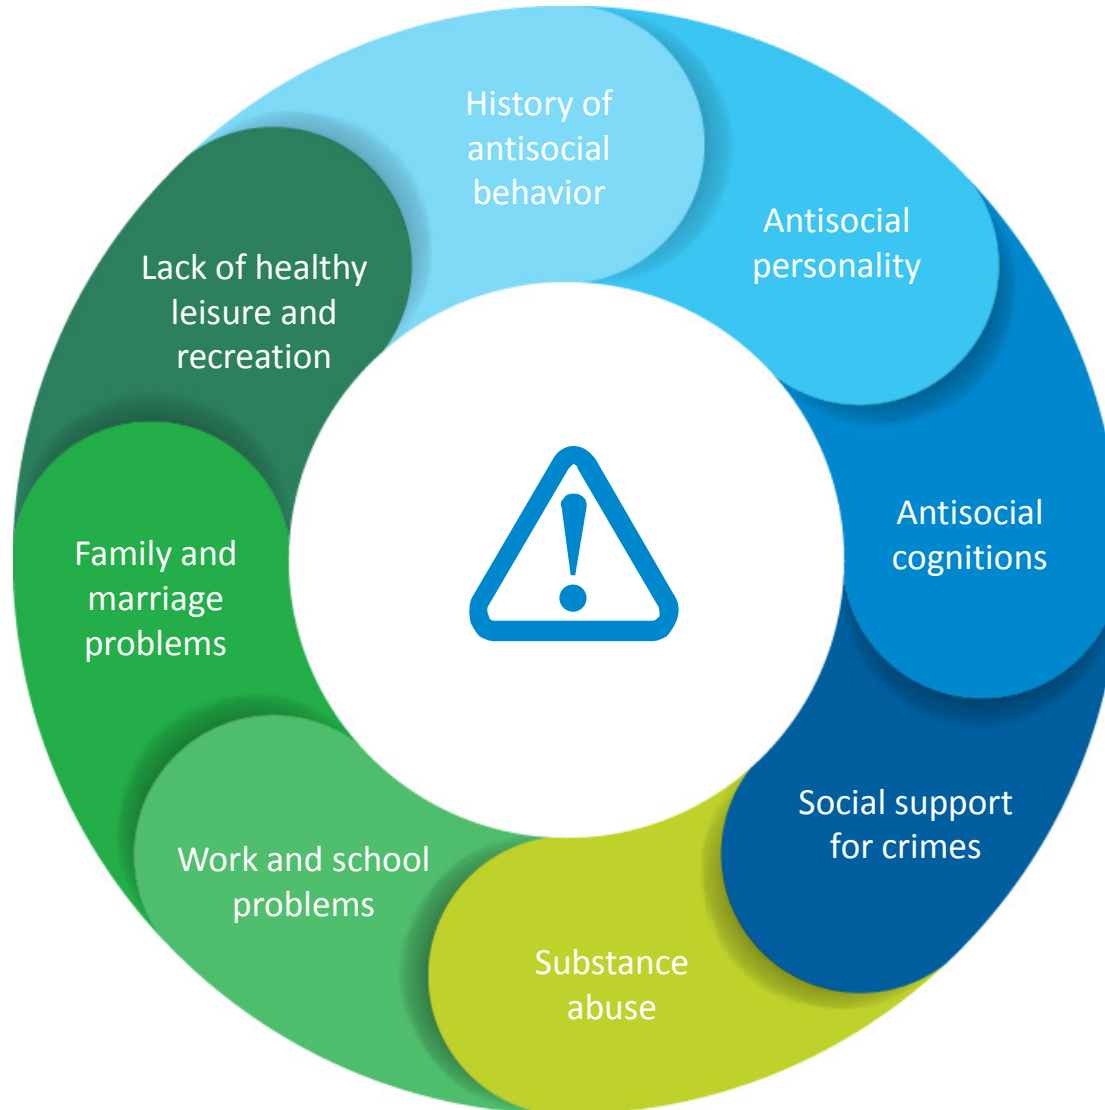 History of
antisocial
behavior
Antisocial
personality
Antisocial
cognitions
Social support
for crimes
Substance
abuse
Work and school
problems
Family and
marriage
problems
Lack of healthy
leisure and
recreation